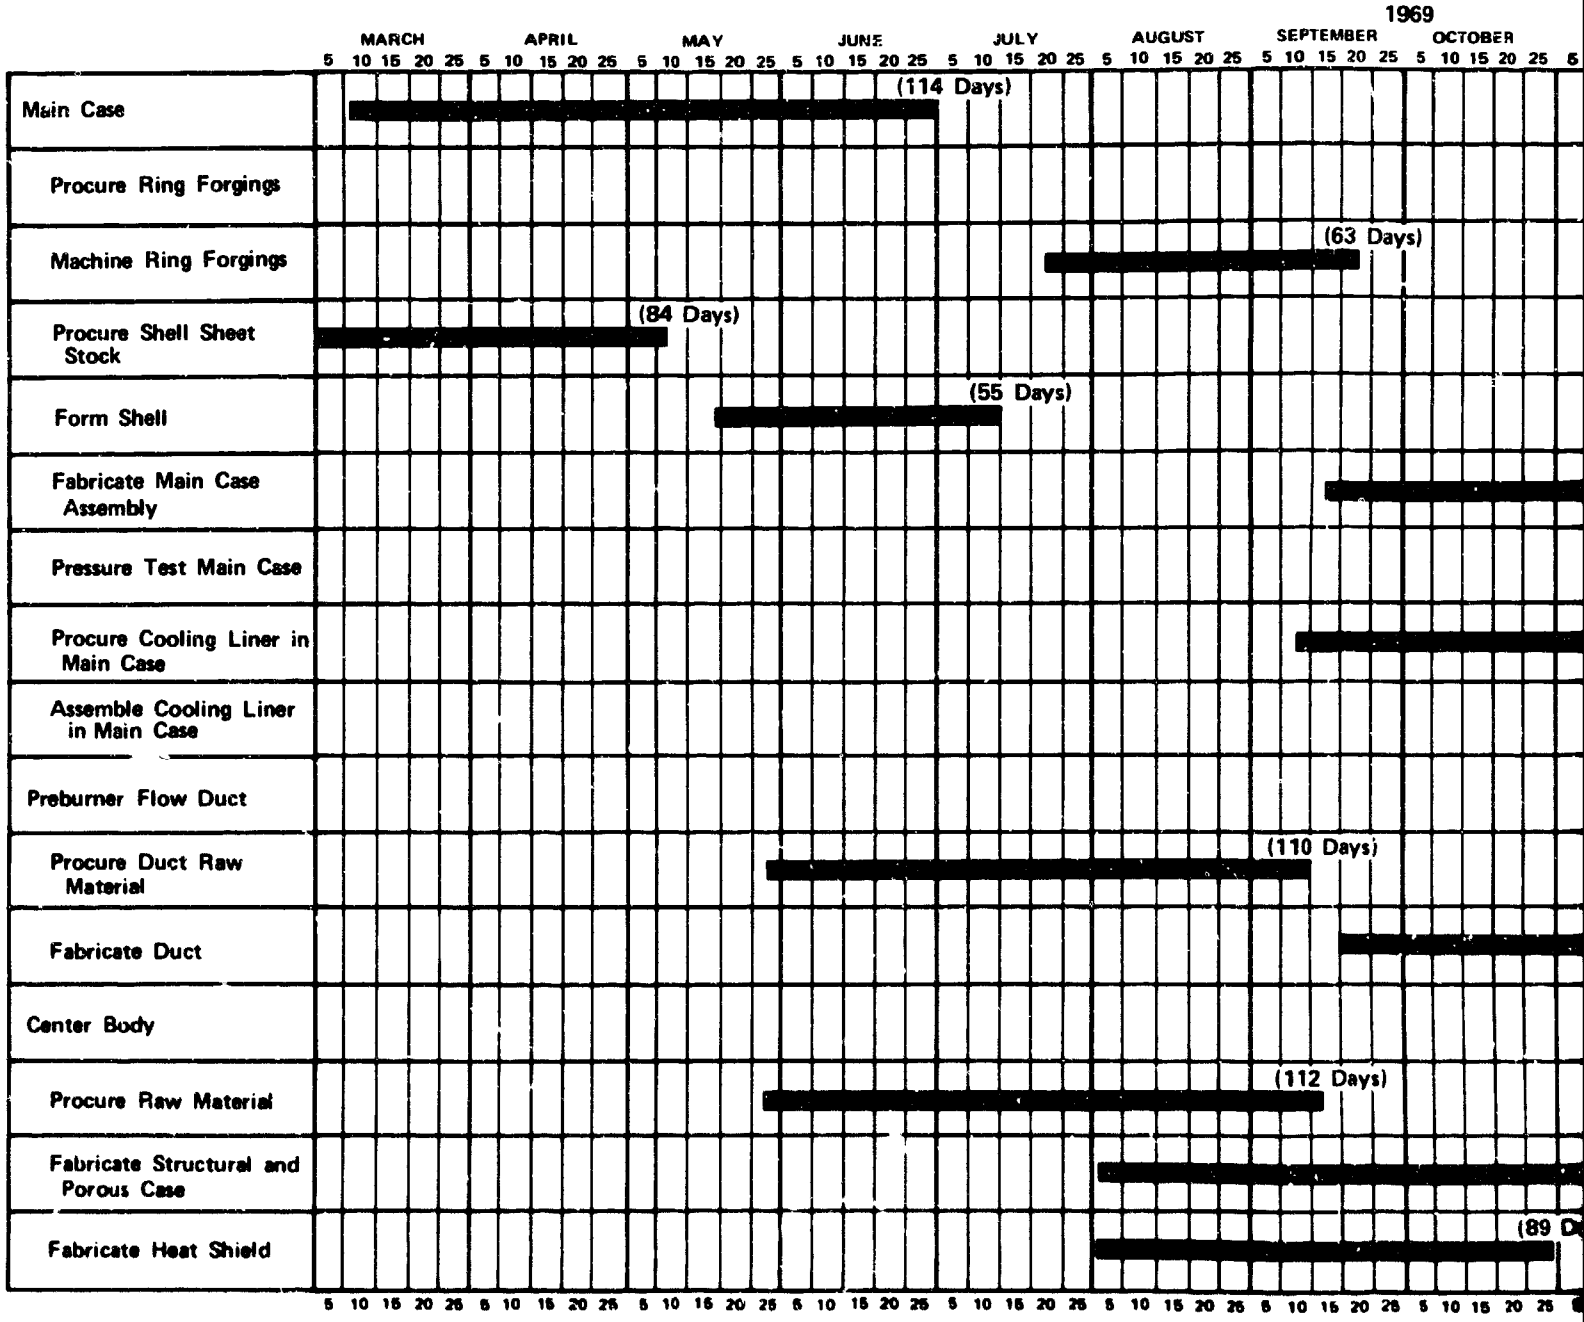 1969
MARCH APRIL MAY JUNE JULY AUGUST SEPTEMBER OCTOBER
5 10 15 20 25 5 10 15 20 25 5 10 15 20 25 5 10 15 20 25 5 10 15 20 25 5 10 15 20 25 5 10 15 20 25 5 10 15 20 25 5
Main Case (114 Days)
Procure Ring Forgings
Machine Ring Forgings (63 Days)
Procure Shell Sheet
Stock
(84 Days)
Form Shell (55 Days)
Fabricate Main Case
Assembly
Pressure Test Main Case
Procure Cooling Liner in
Main Case
Assemble Cooling Liner
in Main Case
Preburner Flow Duct
Procure Duct Raw
Material
(110 Days)
Fabricate Duct
Center Body
Procure Raw Material (112 Days)
Fabricate Structural and
Porous Case
Fabricate Heat Shield (89 D
5 10 15 20 25 5 10 15 20 25 5 10 15 20 25 5 10 15 20 25 5 10 15 20 25 5 10 15 20 25 5 10 15 20 25 5 10 15 20 25